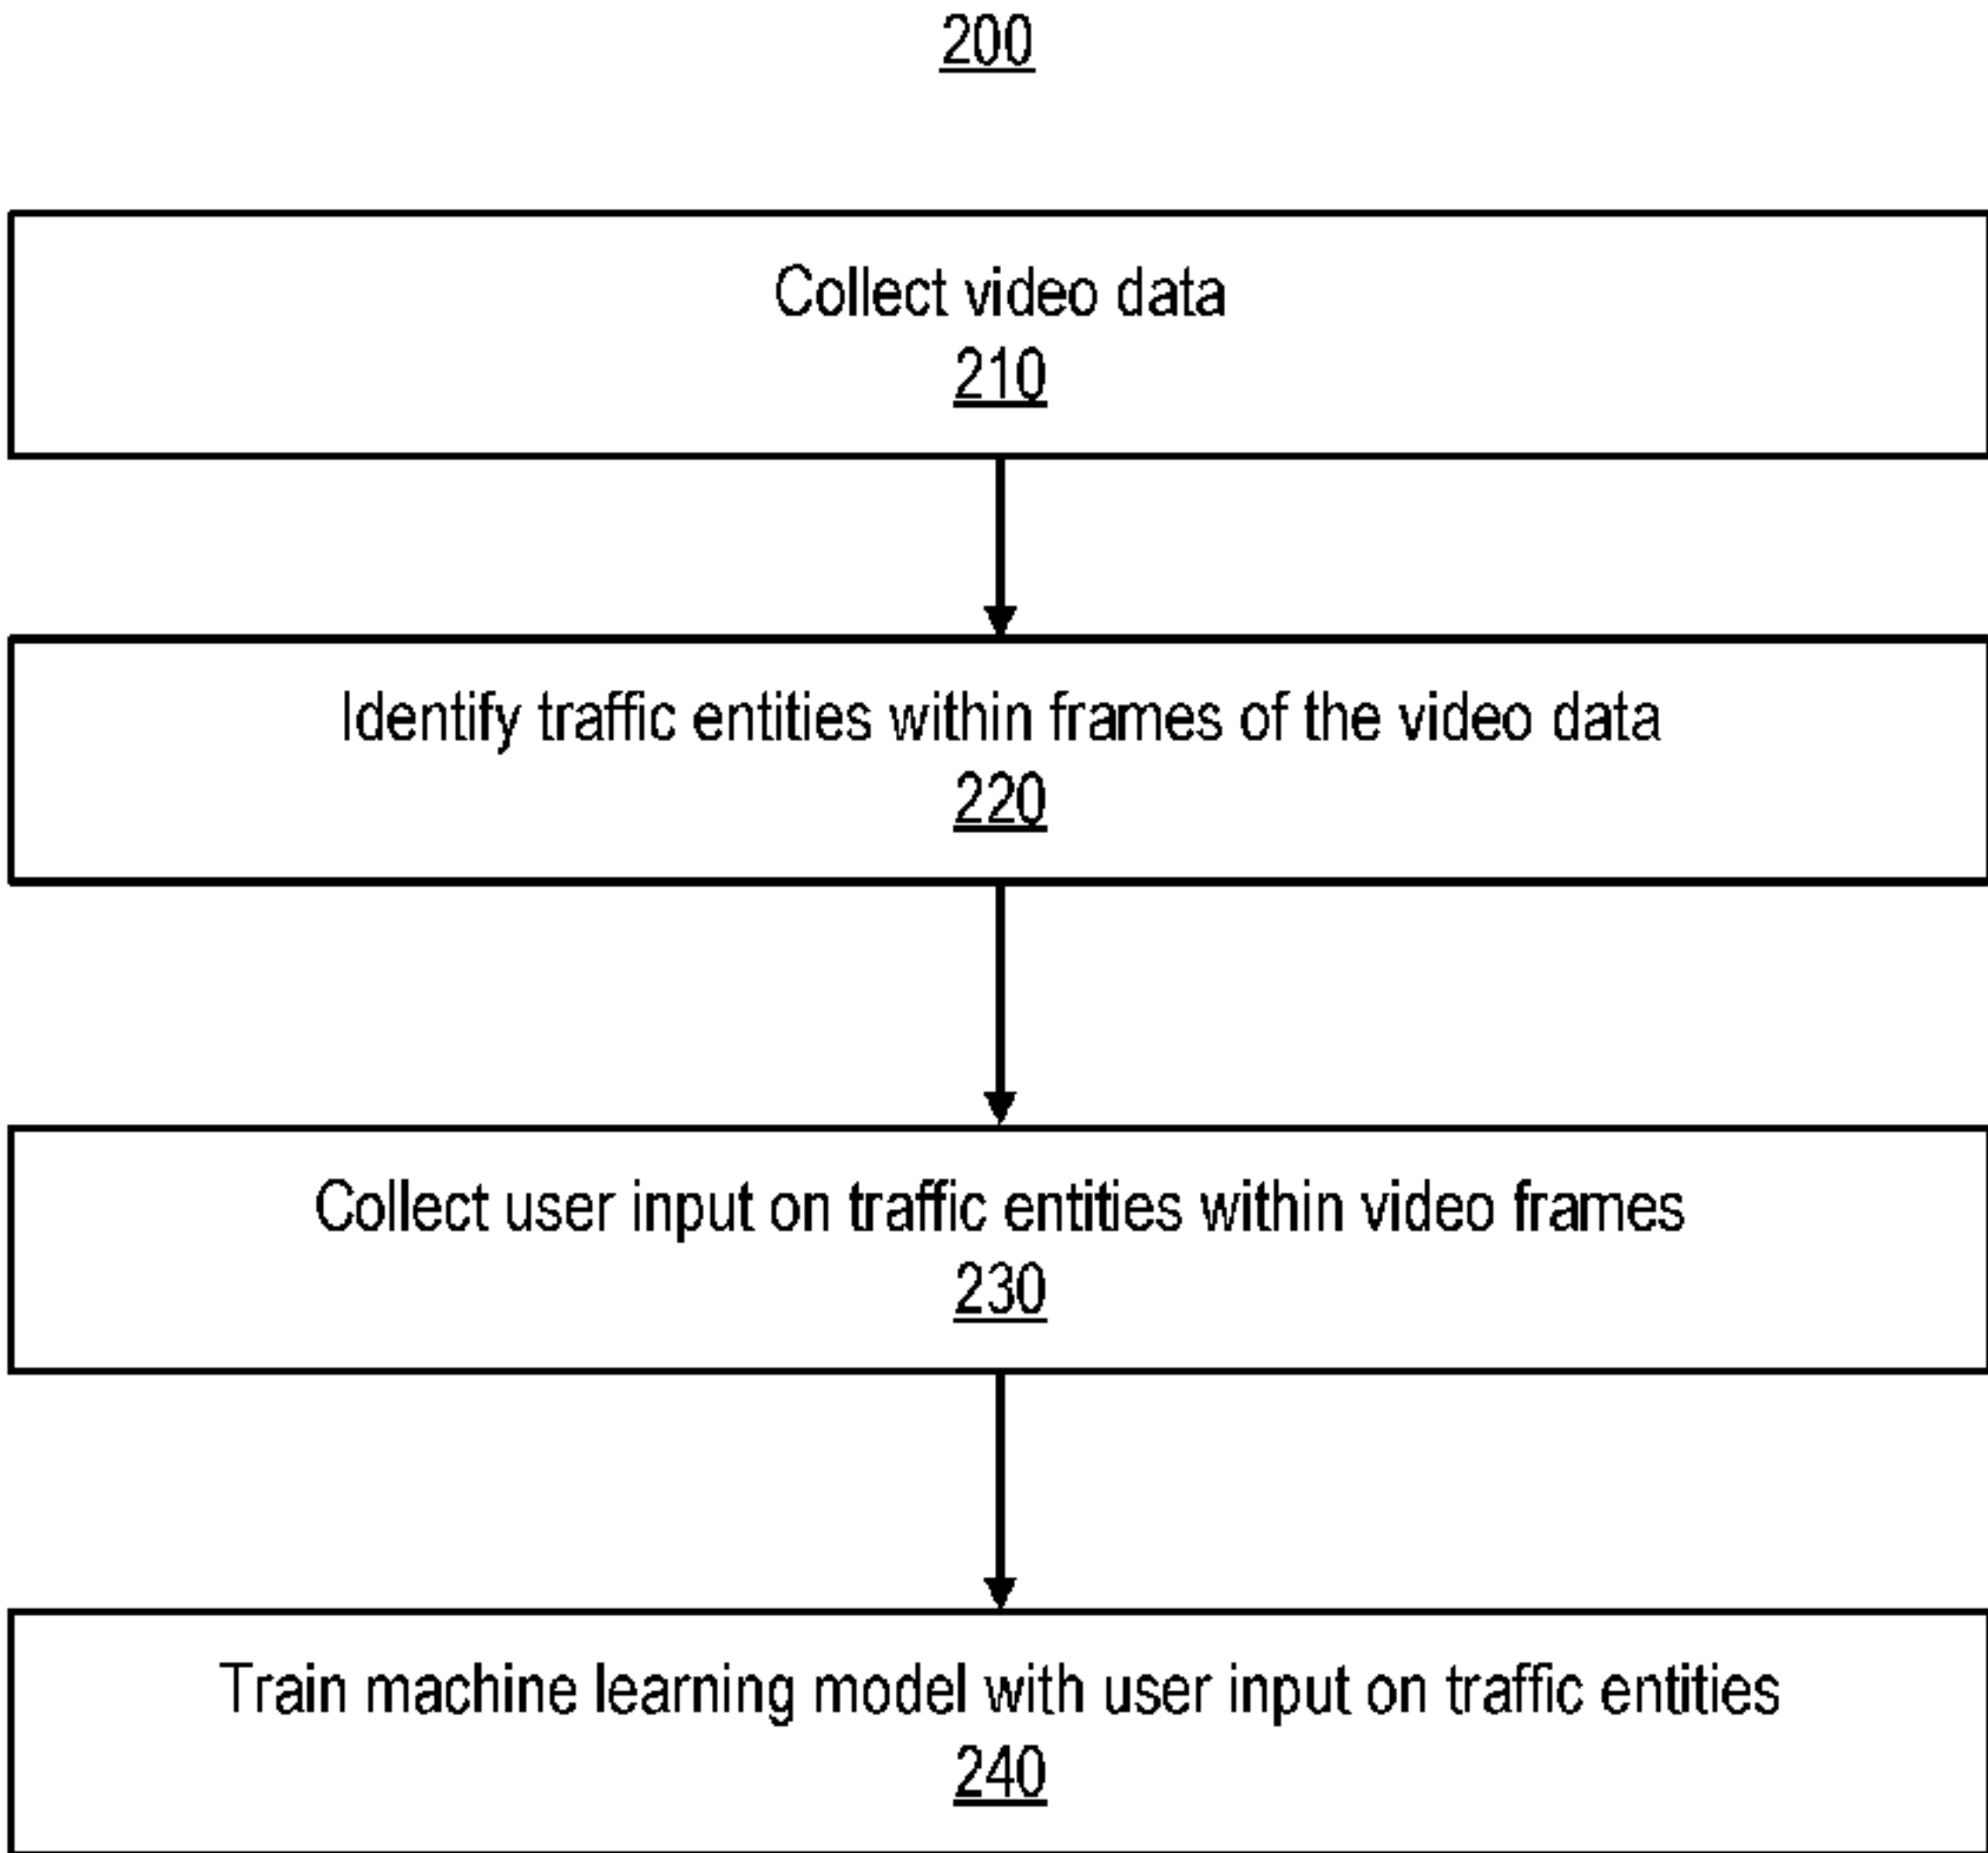 200
Collect video data
210
Identify traffic entities within frames of the video data
220
Collect user input on traffic entities within video frames
230
Train machine learning model with user input on traffic entities
240